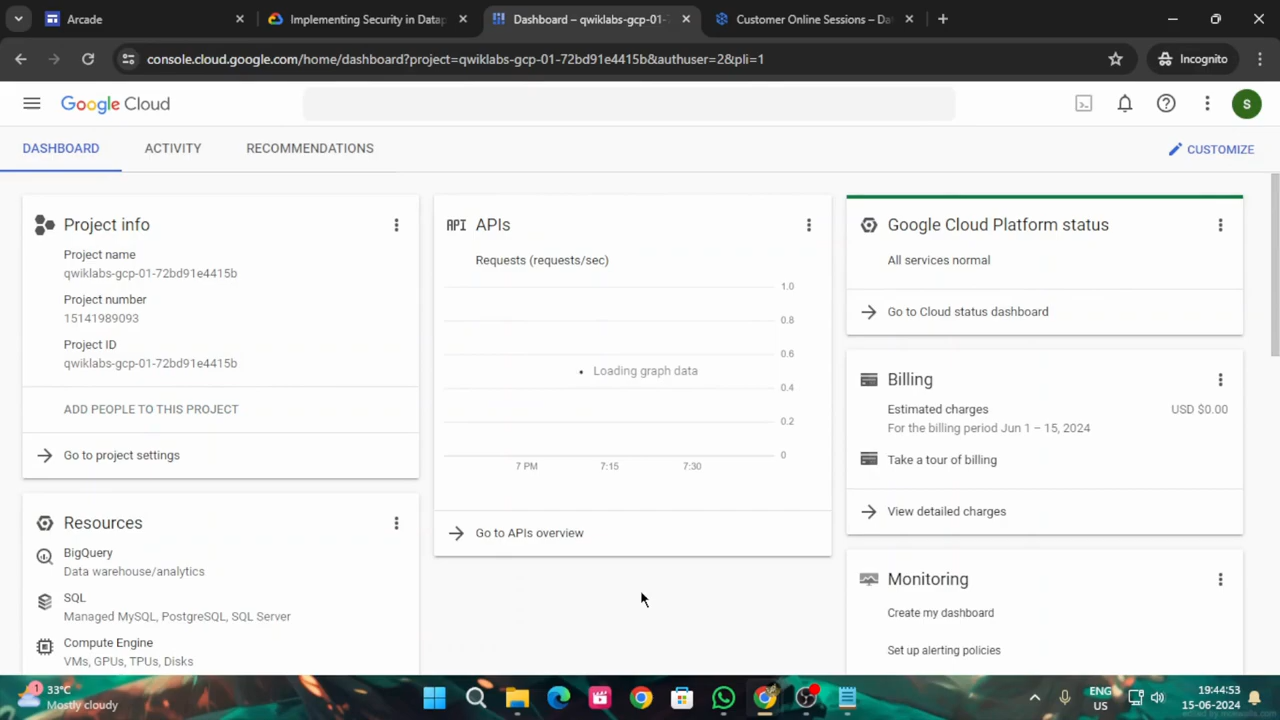 Arcade
Implementing Security in Datap
Dashboard – qwiklabs-gcp-01-7
Customer Online Sessions – Dat
console.cloud.google.com/home/dashboard?project=qwiklabs-gcp-01-72bd91e4415b&authuser=2&pli=1
Incognito
Google Cloud
S
DASHBOARD
ACTIVITY
RECOMMENDATIONS
CUSTOMIZE
Project info
Project name
qwiklabs-gcp-01-72bd91e4415b
Project number
15141989093
Project ID
qwiklabs-gcp-01-72bd91e4415b
ADD PEOPLE TO THIS PROJECT
Go to project settings
Resources
BigQuery
Data warehouse/analytics
SQL
Managed MySQL, PostgreSQL, SQL Server
Compute Engine
VMs, GPUs, TPUs, Disks
API APIs
Requests (requests/sec)
1.0
0.8
0.6
Loading graph data
0.4
0.2
0
7 PM 7:15 7:30
Go to APIs overview
Google Cloud Platform status
All services normal
Go to Cloud status dashboard
Billing
Estimated charges USD $0.00
For the billing period Jun 1 – 15, 2024
Take a tour of billing
View detailed charges
Monitoring
Create my dashboard
Set up alerting policies
1
33°C
Mostly cloudy
ENG
US
19:44:53
15-06-2024